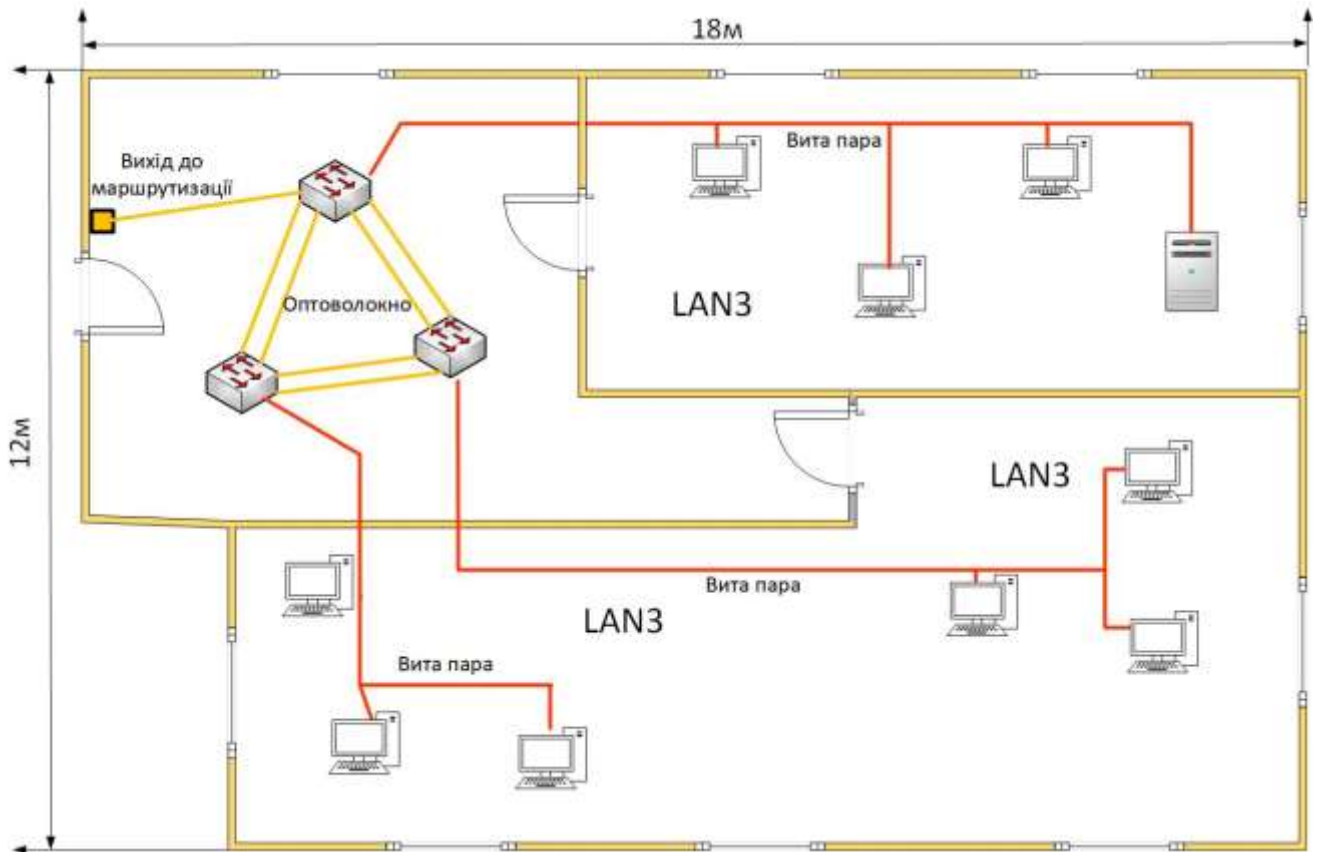 18м
Вита пара
Вихід до
маршрутизації
Оптоволокно
LAN3
12м
LAN3
Вита пара
LAN3
Вита пара